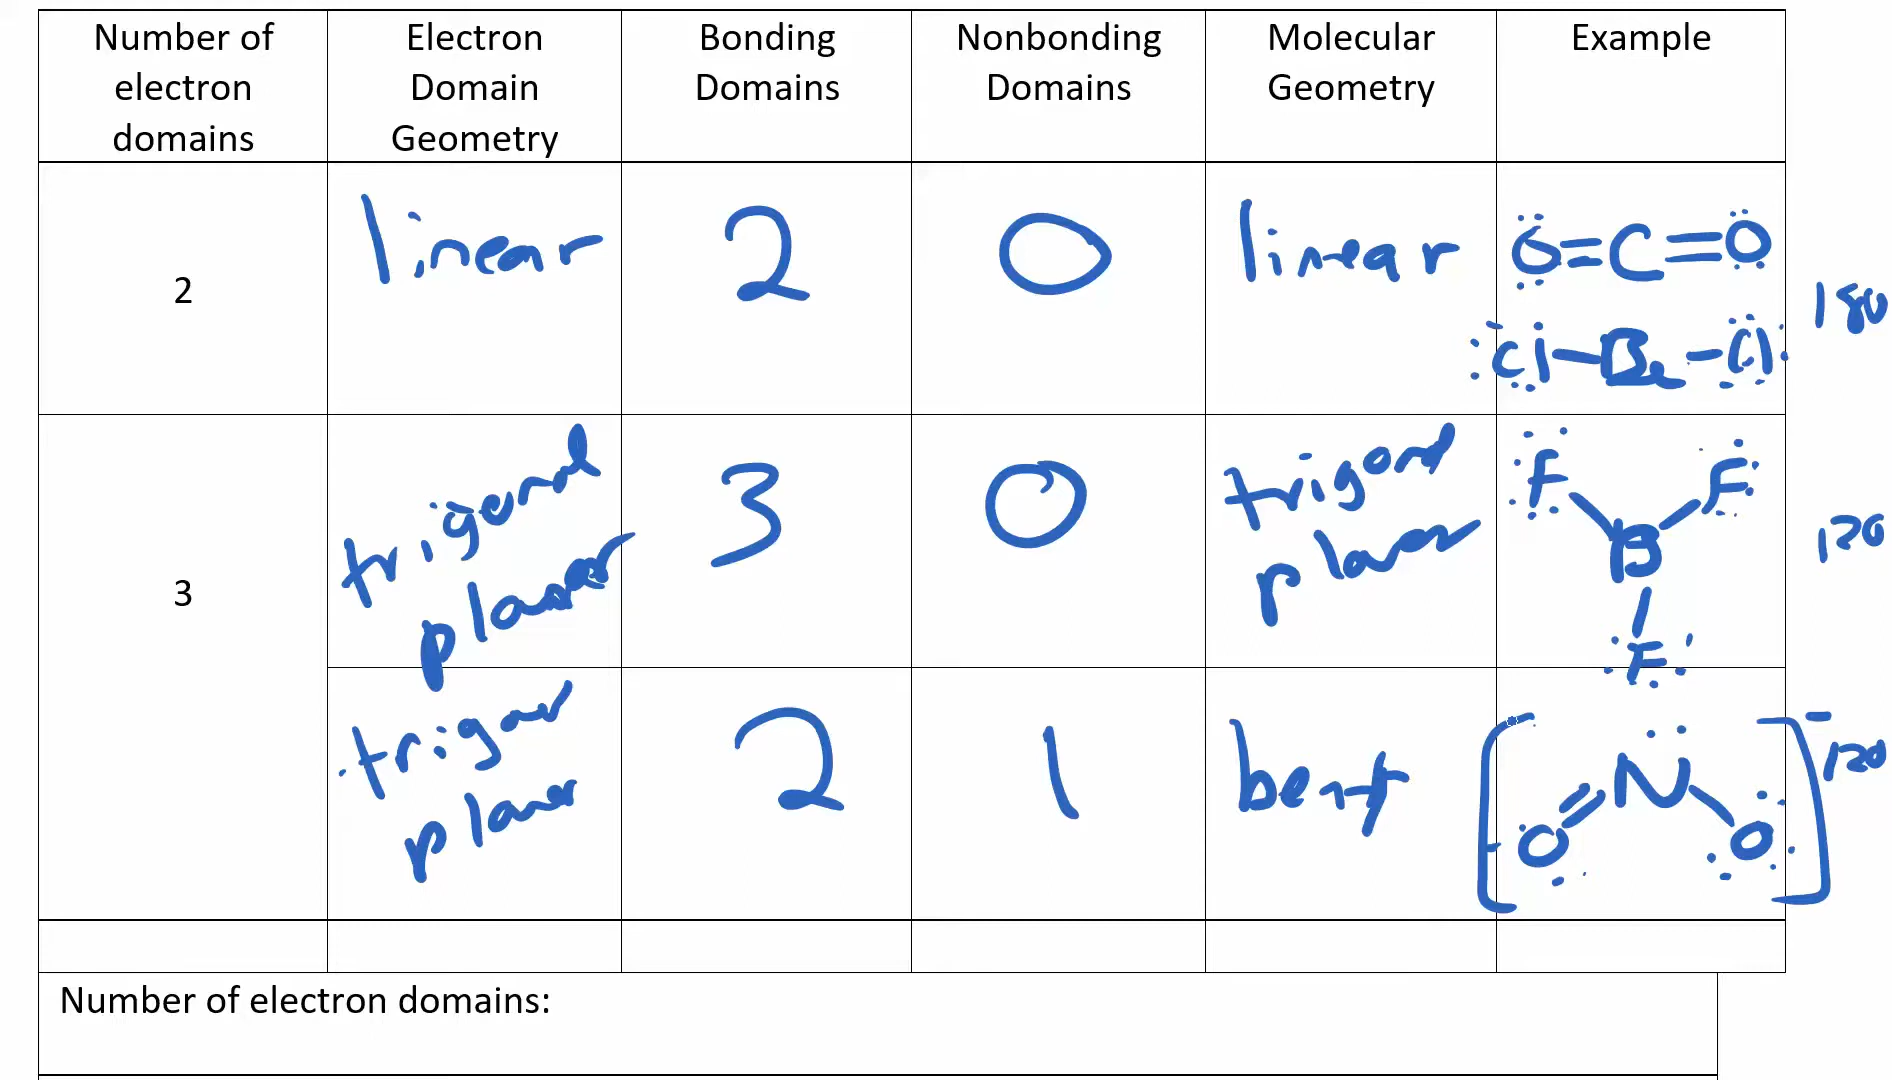 Number of electron domains
Electron Domain Geometry
Bonding Domains
Nonbonding Domains
Molecular Geometry
Example
2
linear
2
0
linear
O=C=O
Cl-Be-Cl
180
3
trigonal
planar
3
0
trigonal
planar
F
F
B
F
120
trigonal
planar
2
1
bent
[O=N-O]⁻
120
Number of electron domains: